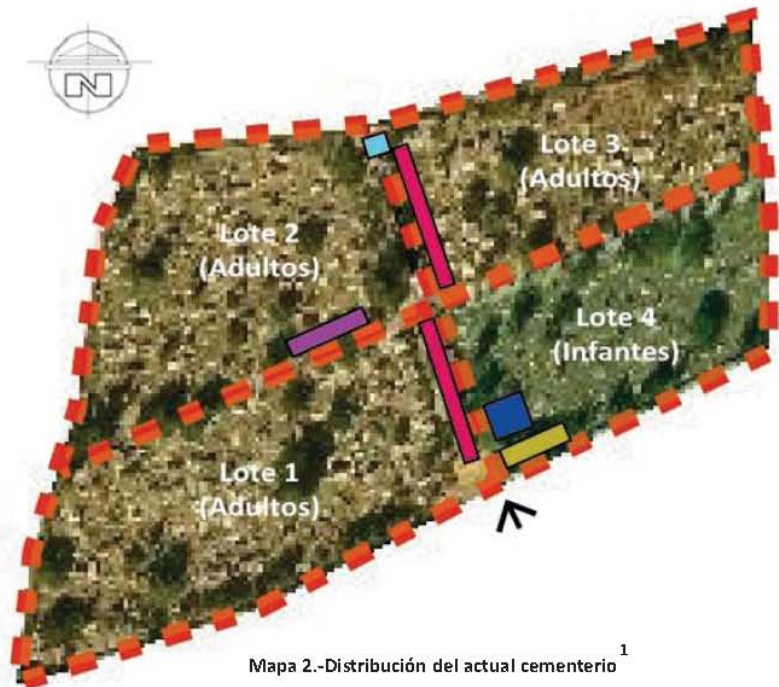 N
Lote 3
(Adultos)
Lote 2
(Adultos)
Lote 4
(Infantes)
Lote 1
(Adultos)
Mapa 2.-Distribución del actual cementerio 1